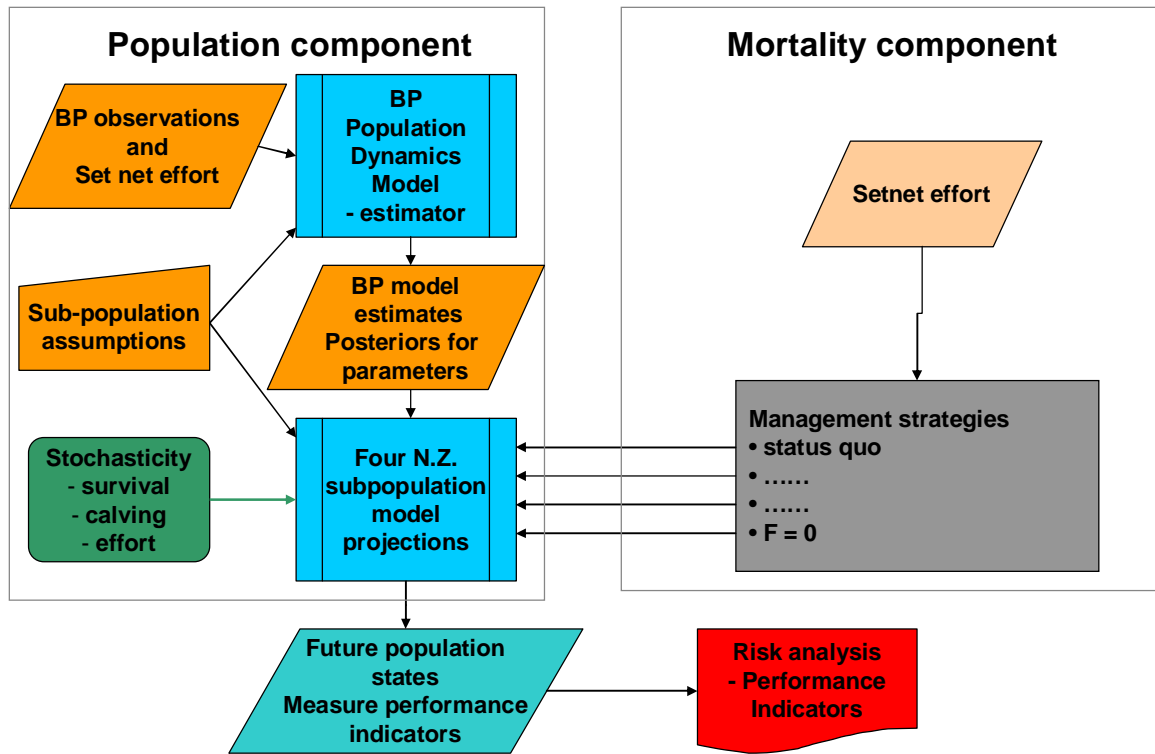 Population component
Mortality component
BP observations
and
Set net effort
BP
Population
Dynamics
Model
- estimator
Setnet effort
Sub-population
assumptions
BP model
estimates
Posteriors for
parameters
Stochasticity
- survival
- calving
- effort
Four N.Z.
subpopulation
model
projections
Management strategies
• status quo
• ……
• ……
• F = 0
Future population
states
Measure performance
indicators
Risk analysis
- Performance
Indicators